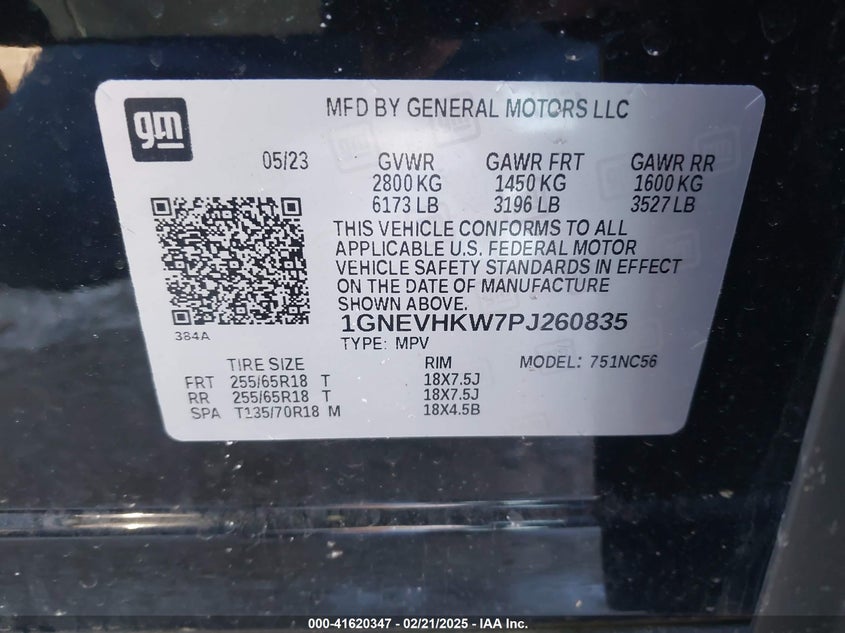 gm
MFD BY GENERAL MOTORS LLC
05/23 GVWR GAWR FRT GAWR RR
2800 KG 1450 KG 1600 KG
6173 LB 3196 LB 3527 LB
THIS VEHICLE CONFORMS TO ALL
APPLICABLE U.S. FEDERAL MOTOR
VEHICLE SAFETY STANDARDS IN EFFECT
ON THE DATE OF MANUFACTURE
SHOWN ABOVE.
384A
1GNEVHKW7PJ260835
TYPE: MPV
TIRE SIZE RIM MODEL: 751NC56
FRT 255/65R18 T 18X7.5J
RR 255/65R18 T 18X7.5J
SPA T135/70R18 M 18X4.5B
000-41620347 - 02/21/2025 - IAA Inc.